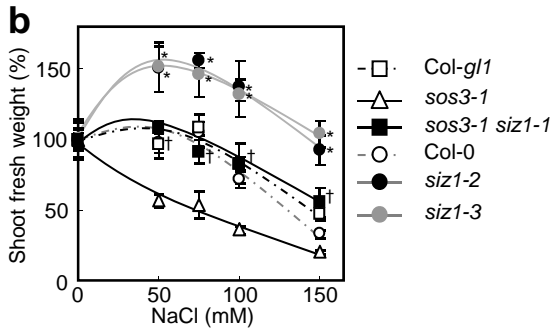 b
Shoot fresh weight (%)
150
100
50
0
* * * * * * * *
† † † †
0 50 100 150
NaCl (mM)
Col-gl1
sos3-1
sos3-1 siz1-1
Col-0
siz1-2
siz1-3